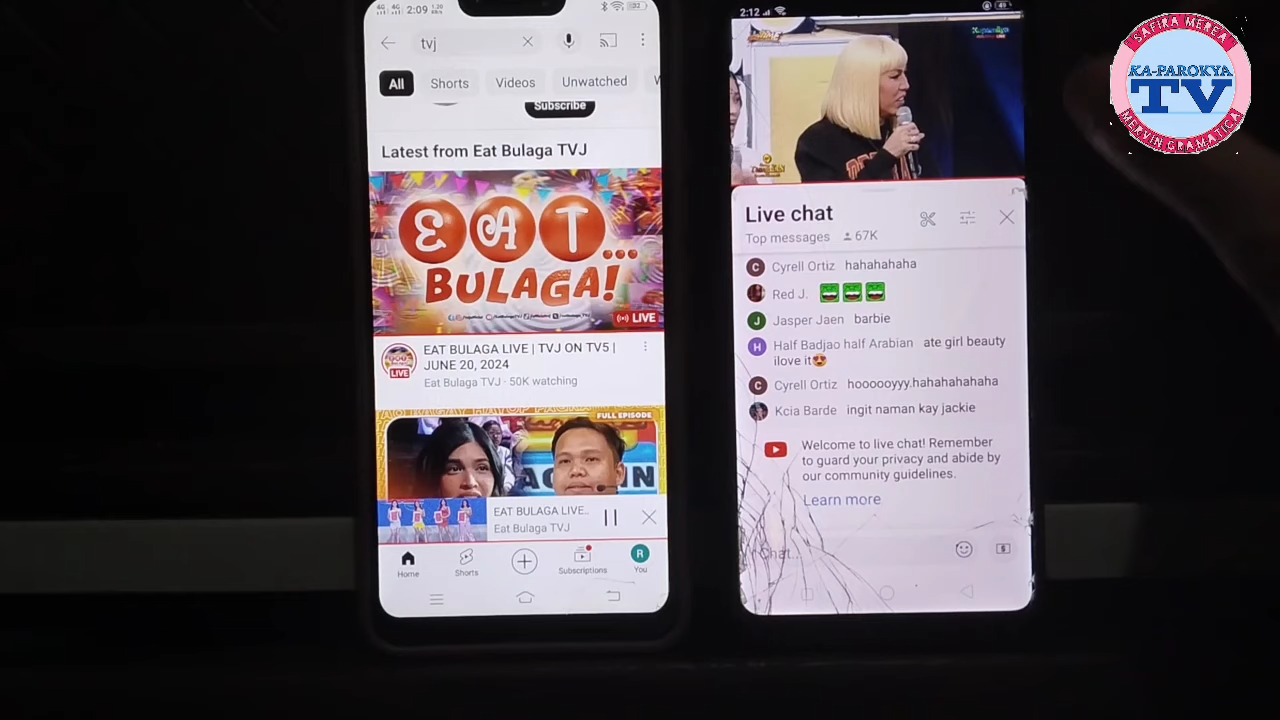 2:09
32
tvj
All
Shorts
Videos
Unwatched
Subscribe
Latest from Eat Bulaga TVJ
EAT...
BULAGA!
LIVE
LIVE
EAT BULAGA LIVE | TVJ ON TV5 |
JUNE 20, 2024
Eat Bulaga TVJ · 50K watching
FULL EPISODE
EAT BULAGA LIVE..
Eat Bulaga TVJ
Home
Shorts
Subscriptions
R
You
2:12
49
Live chat
Top messages
67K
C Cyrell Ortiz hahahahaha
Red J.
J Jasper Jaen barbie
H Half Badjao half Arabian ate girl beauty
ilove it😍
C Cyrell Ortiz hoooooyyy.hahahahahaha
Kcia Barde ingit naman kay jackie
Welcome to live chat! Remember
to guard your privacy and abide by
our community guidelines.
Learn more
Chat...
SAFIRA MEREA
KA-PAROKYA
TV
MERVIN GRAMATICA